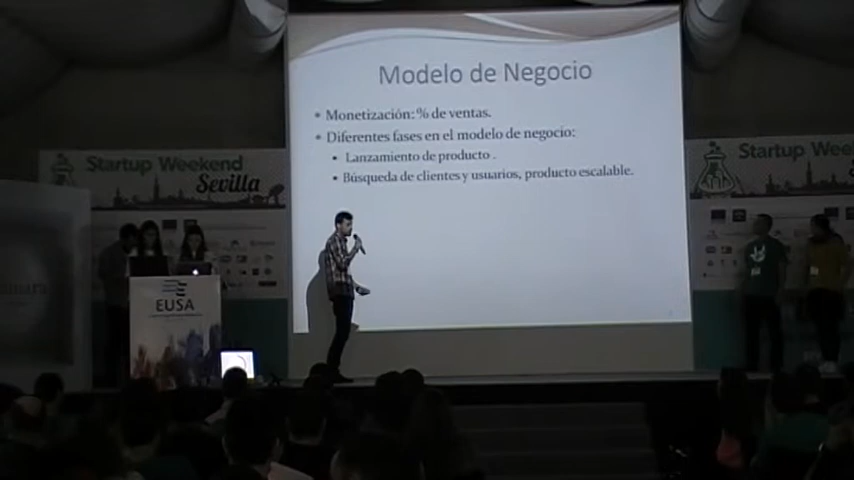 Modelo de Negocio
• Monetización: % de ventas.
• Diferentes fases en el modelo de negocio:
• Lanzamiento de producto .
• Búsqueda de clientes y usuarios, producto escalable.
Startup Weekend
Sevilla
Startup Week
EUSA